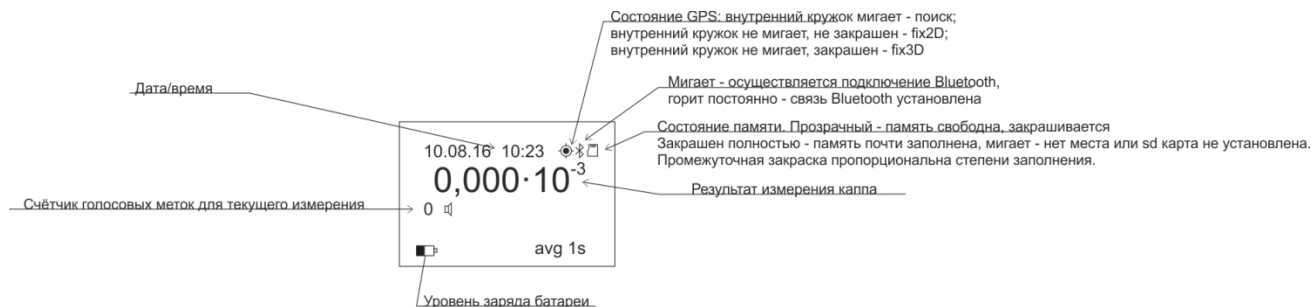 Состояние GPS: внутренний кружок мигает - поиск;
внутренний кружок не мигает, не закрашен - fix2D;
внутренний кружок не мигает, закрашен - fix3D
Дата/время
Мигает - осуществляется подключение Bluetooth,
горит постоянно - связь Bluetooth установлена
Состояние памяти. Прозрачный - память свободна, закрашивается
Закрашен полностью - память почти заполнена, мигает - нет места или sd карта не установлена.
Промежуточная закраска пропорциональна степени заполнения.
10.08.16 10:23
0,000·10⁻³
Результат измерения каппа
Счётчик голосовых меток для текущего измерения
0
avg 1s
Уровень заряда батареи